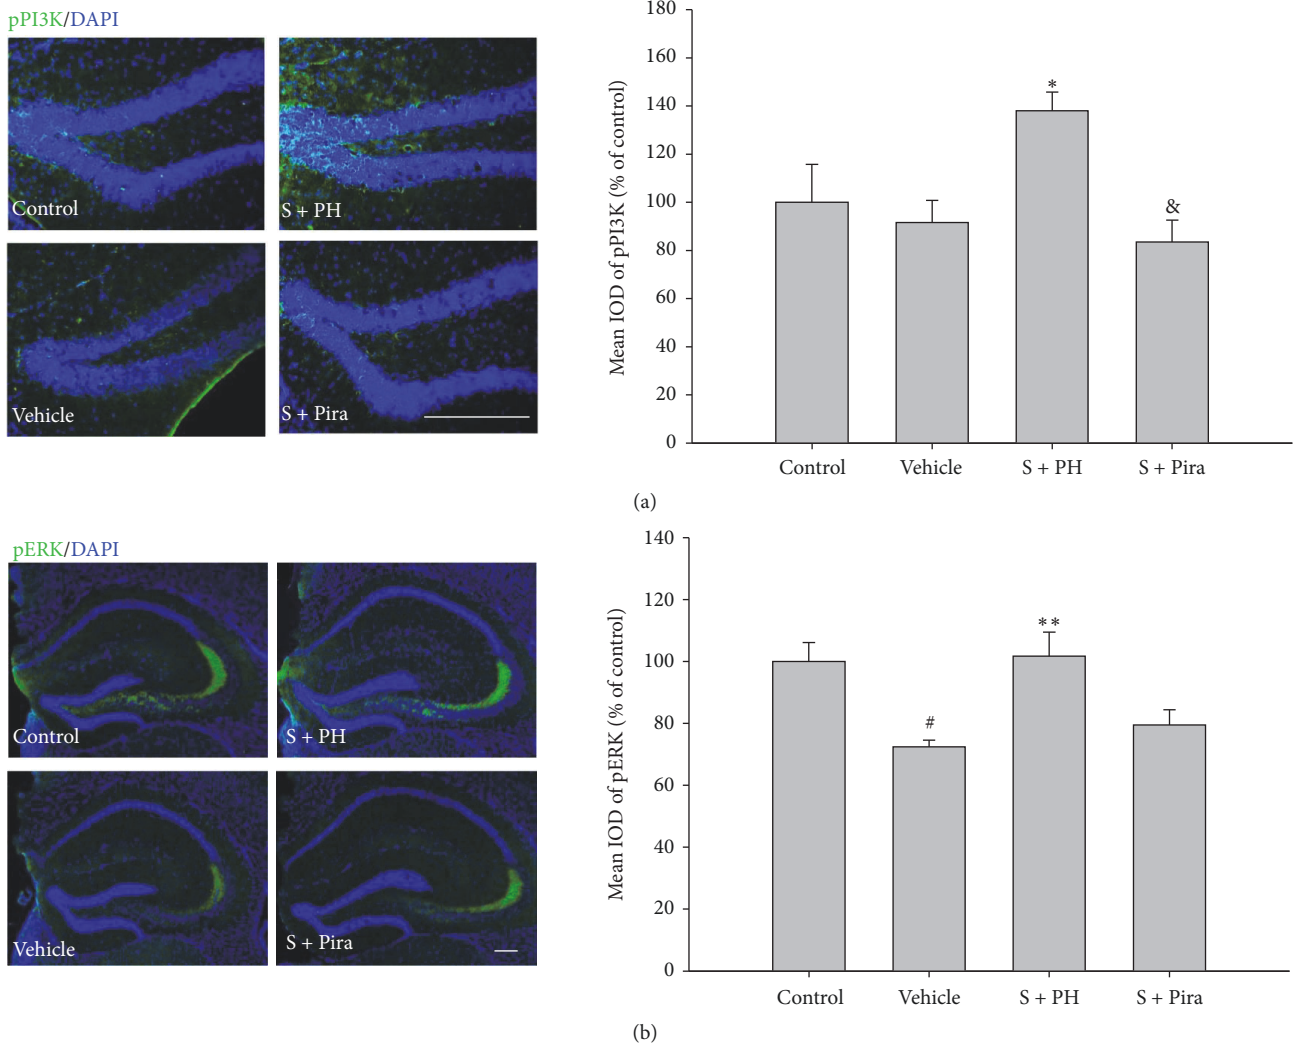 pPI3K/DAPI
Control
S + PH
Vehicle
S + Pira
Mean IOD of pPI3K (% of control)
180
160
140
120
100
80
60
40
20
0
*
&
Control Vehicle S + PH S + Pira
(a)
pERK/DAPI
Control
S + PH
Vehicle
S + Pira
Mean IOD of pERK (% of control)
140
120
100
80
60
40
20
0
#
**
Control Vehicle S + PH S + Pira
(b)